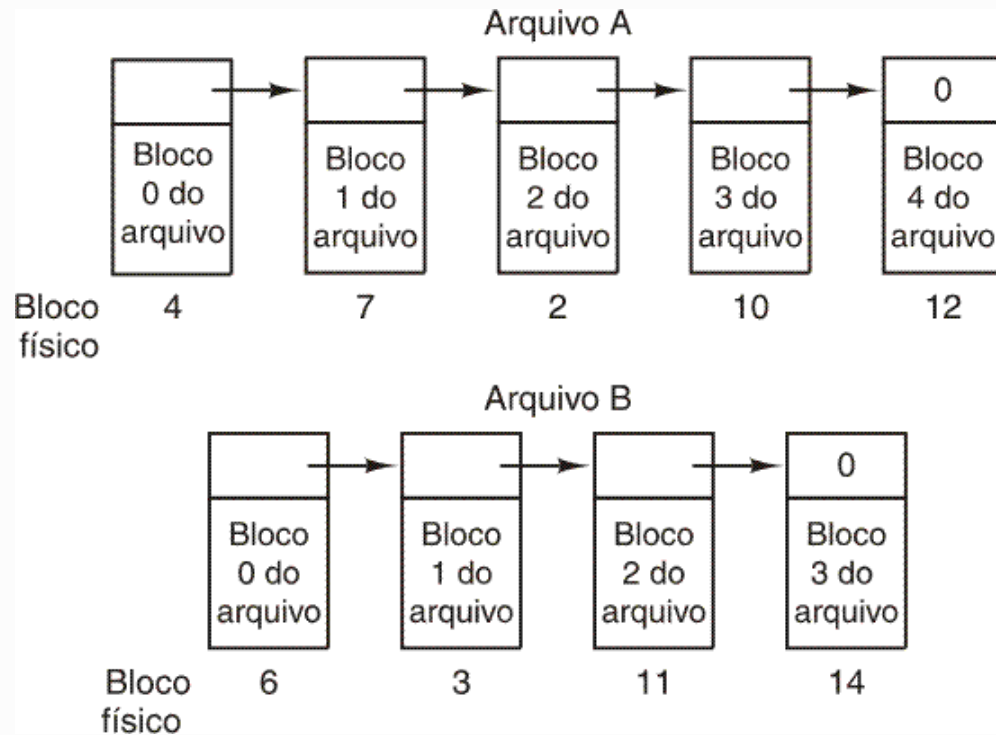 Arquivo A
0
Bloco 0 do arquivo
Bloco 1 do arquivo
Bloco 2 do arquivo
Bloco 3 do arquivo
Bloco 4 do arquivo
Bloco físico
4 7 2 10 12
Arquivo B
0
Bloco 0 do arquivo
Bloco 1 do arquivo
Bloco 2 do arquivo
Bloco 3 do arquivo
Bloco físico
6 3 11 14